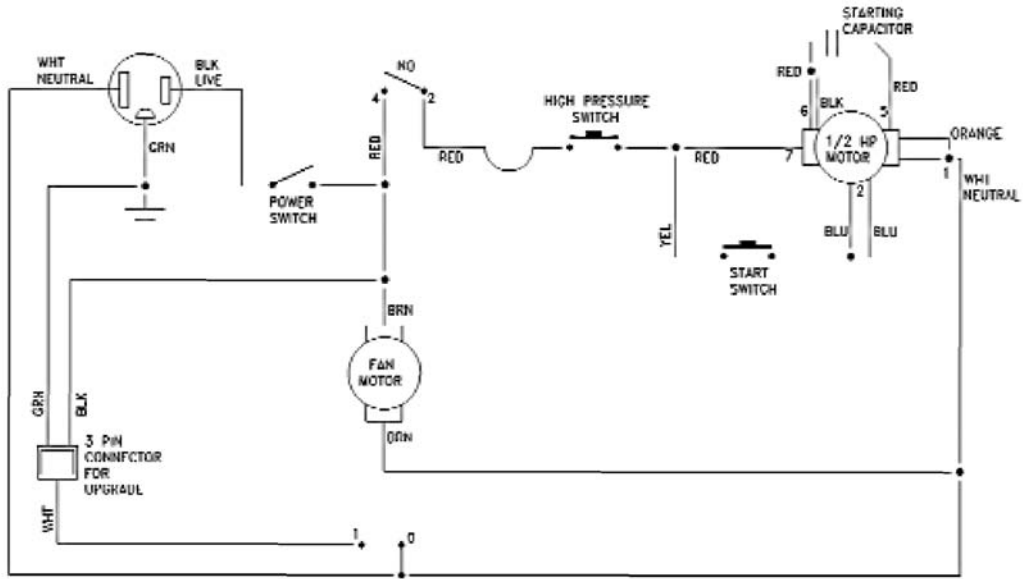 STARTING
CAPACITOR
WHT
NEUTRAL
BLK
LIVE
NO
RED
4
2
HIGH PRESSURE
SWITCH
6
BLK
5
RED
GRN
RED
RED
RED
7
1/2 HP
MOTOR
ORANGE
1
WHI
NEUTRAL
POWER
SWITCH
2
YEL
BLU
BLU
START
SWITCH
BRN
FAN
MOTOR
GRN
BLK
3 PIN
CONNECTOR
FOR
UPGRADE
WHT
1
0